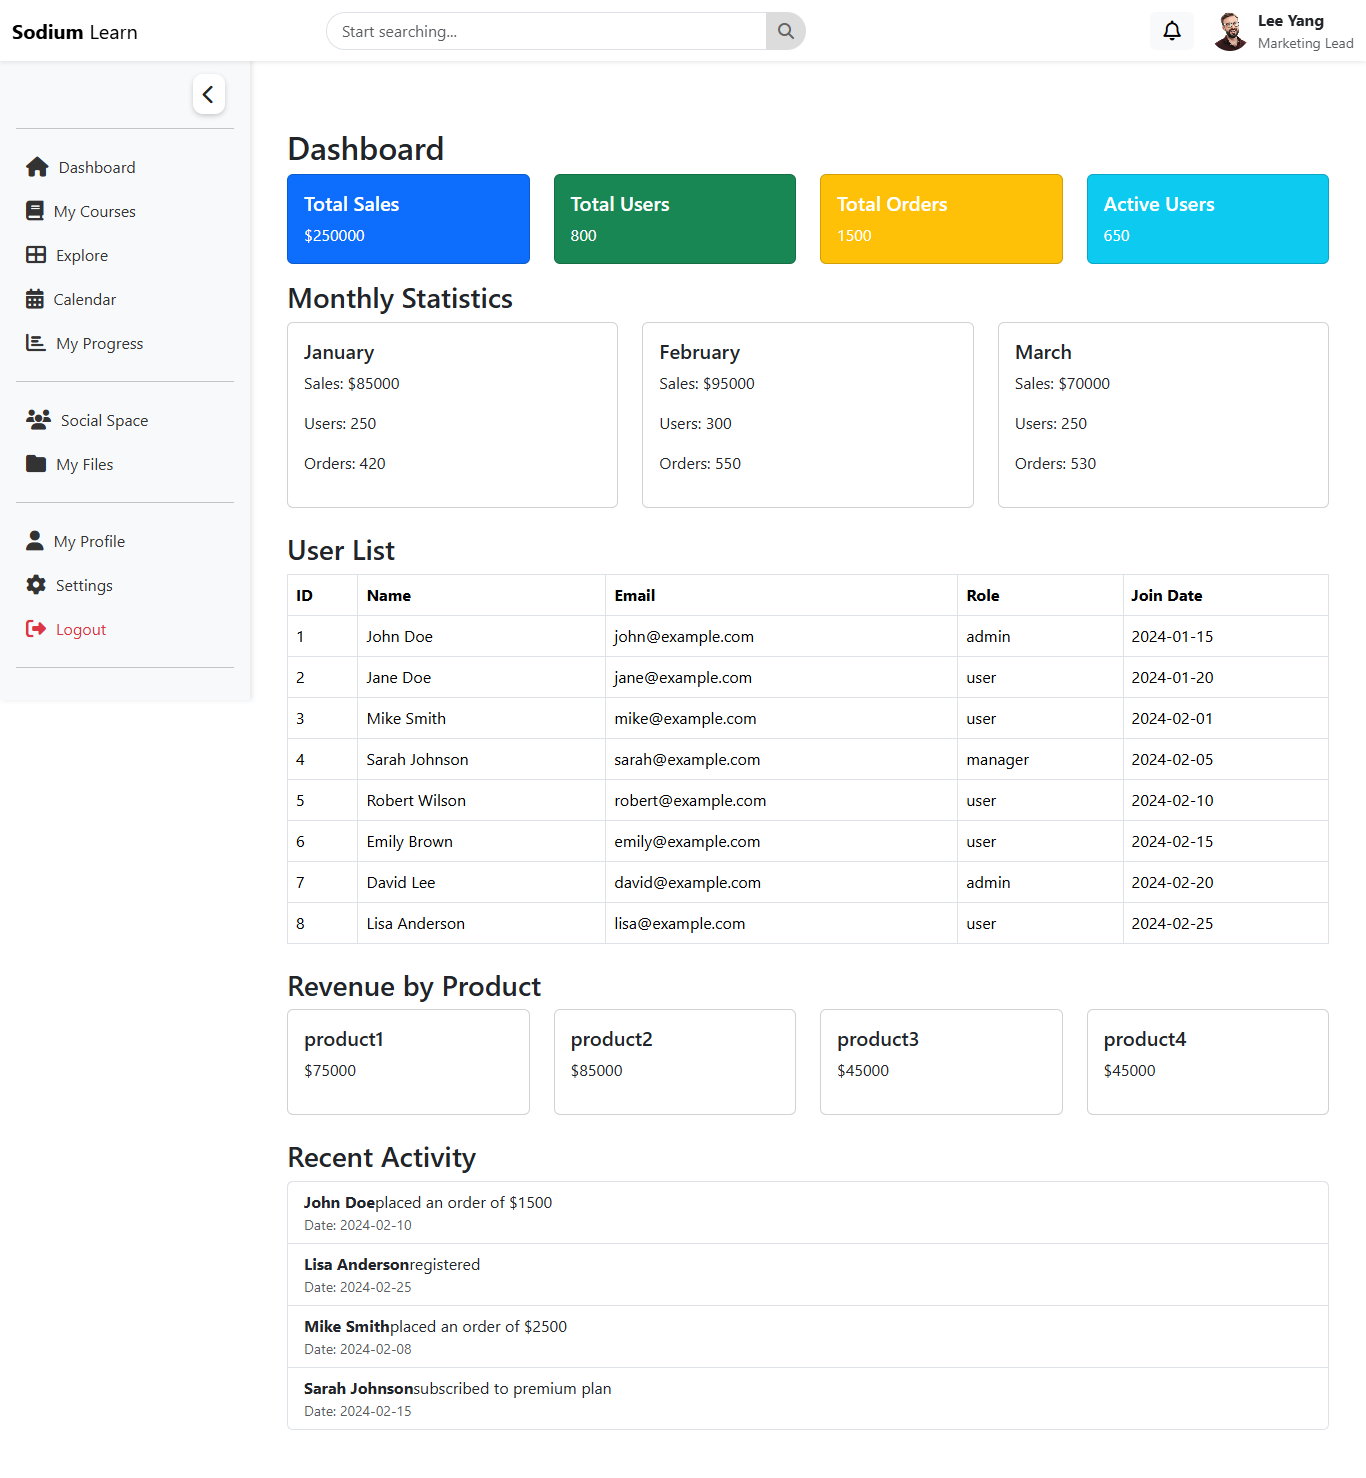 Sodium Learn
Start searching...
Lee Yang
Marketing Lead
Dashboard
My Courses
Explore
Calendar
My Progress
Social Space
My Files
My Profile
Settings
Logout
Dashboard
Total Sales
$250000
Total Users
800
Total Orders
1500
Active Users
650
Monthly Statistics
January
Sales: $85000
Users: 250
Orders: 420
February
Sales: $95000
Users: 300
Orders: 550
March
Sales: $70000
Users: 250
Orders: 530
User List
ID Name Email Role Join Date
1 John Doe john@example.com admin 2024-01-15
2 Jane Doe jane@example.com user 2024-01-20
3 Mike Smith mike@example.com user 2024-02-01
4 Sarah Johnson sarah@example.com manager 2024-02-05
5 Robert Wilson robert@example.com user 2024-02-10
6 Emily Brown emily@example.com user 2024-02-15
7 David Lee david@example.com admin 2024-02-20
8 Lisa Anderson lisa@example.com user 2024-02-25
Revenue by Product
product1
$75000
product2
$85000
product3
$45000
product4
$45000
Recent Activity
John Doeplaced an order of $1500
Date: 2024-02-10
Lisa Andersonregistered
Date: 2024-02-25
Mike Smithplaced an order of $2500
Date: 2024-02-08
Sarah Johnsonsubscribed to premium plan
Date: 2024-02-15